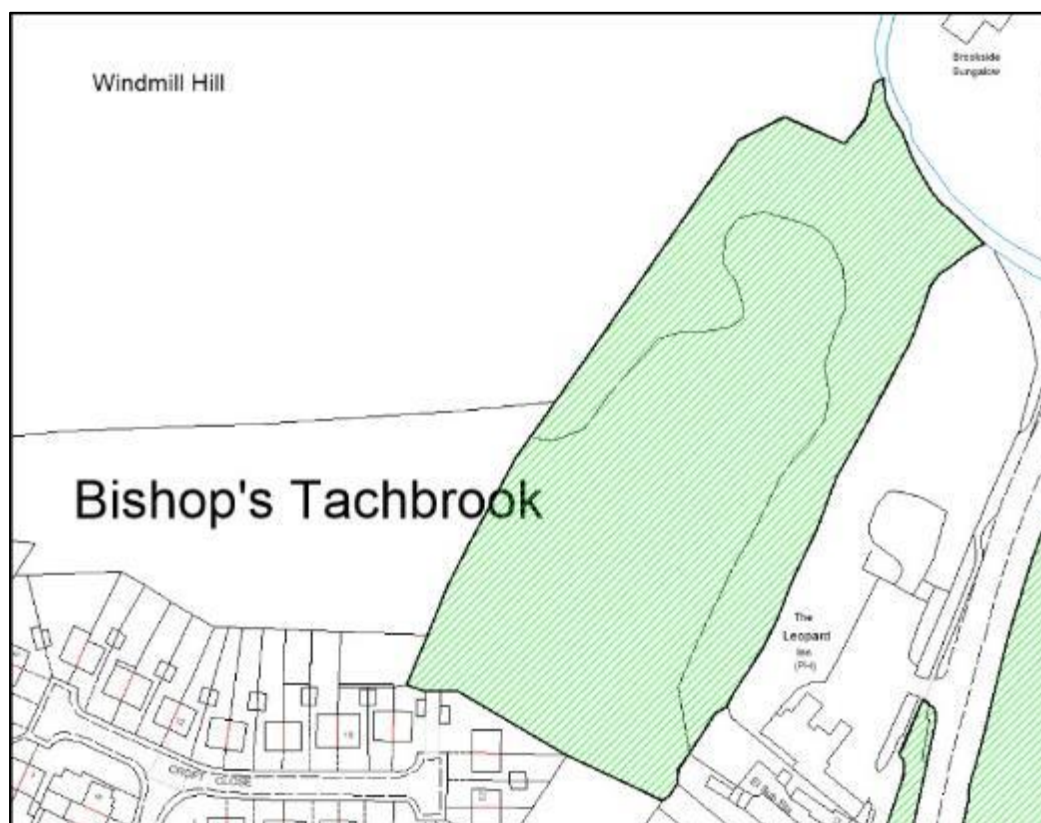 Windmill Hill
Brookside
Bungalow
Bishop's Tachbrook
The
Leopard
Inn
(PH)
CROFT CLOSE